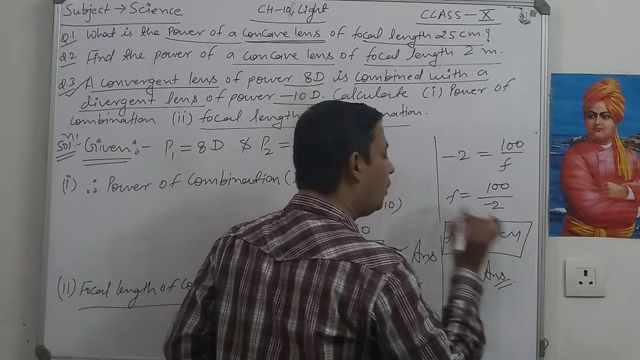 Subject → Science CH-10, Light CLASS-X
Q.1 What is the Power of a concave lens of focal length 25 cm?
Q.2 Find the power of a concave lens of focal length 2 m.
Q.3 A convergent lens of power 8D is combined with a
divergent lens of power -10D. Calculate (i) Power of
combination (ii) focal length
Sol. Given:- P1 = 8D & P2 =
(i) ∴ Power of Combination
10)
Ans
(ii) Focal length of
-2 = 100/f
f = 100/-2
cm
Ans.